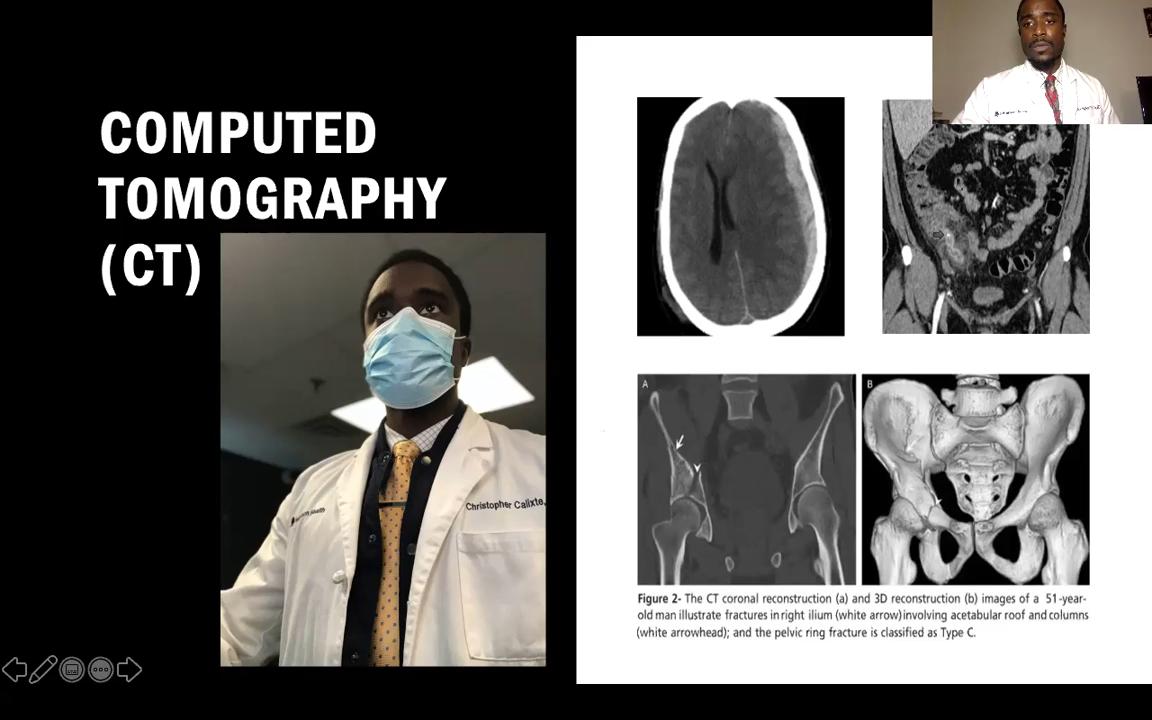 COMPUTED
TOMOGRAPHY
(CT)
Christopher Calixte,
A
B
Figure 2- The CT coronal reconstruction (a) and 3D reconstruction (b) images of a 51-year-
old man illustrate fractures in right ilium (white arrow) involving acetabular roof and columns
(white arrowhead); and the pelvic ring fracture is classified as Type C.